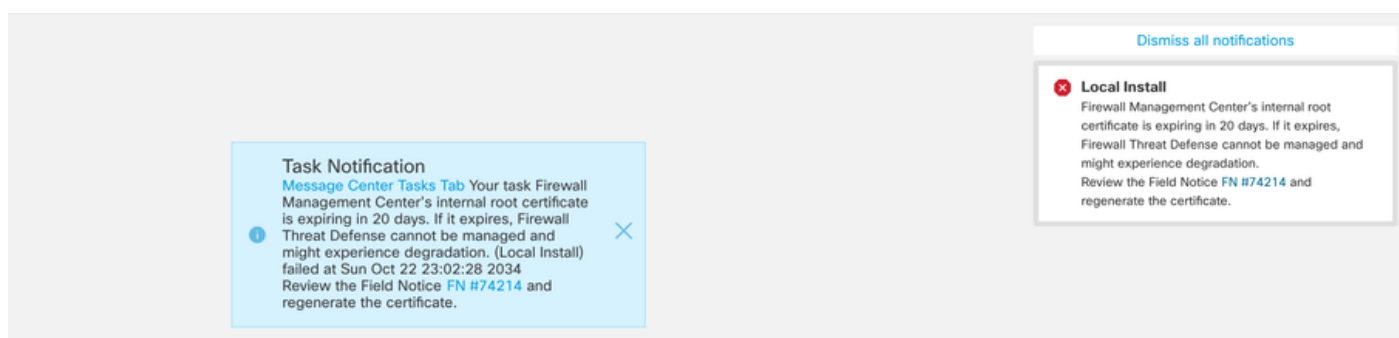 Dismiss all notifications
Local Install
Firewall Management Center's internal root
certificate is expiring in 20 days. If it expires,
Firewall Threat Defense cannot be managed and
might experience degradation.
Review the Field Notice FN #74214 and
regenerate the certificate.
Task Notification
Message Center Tasks Tab Your task Firewall
Management Center's internal root certificate
is expiring in 20 days. If it expires, Firewall
Threat Defense cannot be managed and
might experience degradation. (Local Install)
failed at Sun Oct 22 23:02:28 2034
Review the Field Notice FN #74214 and
regenerate the certificate.